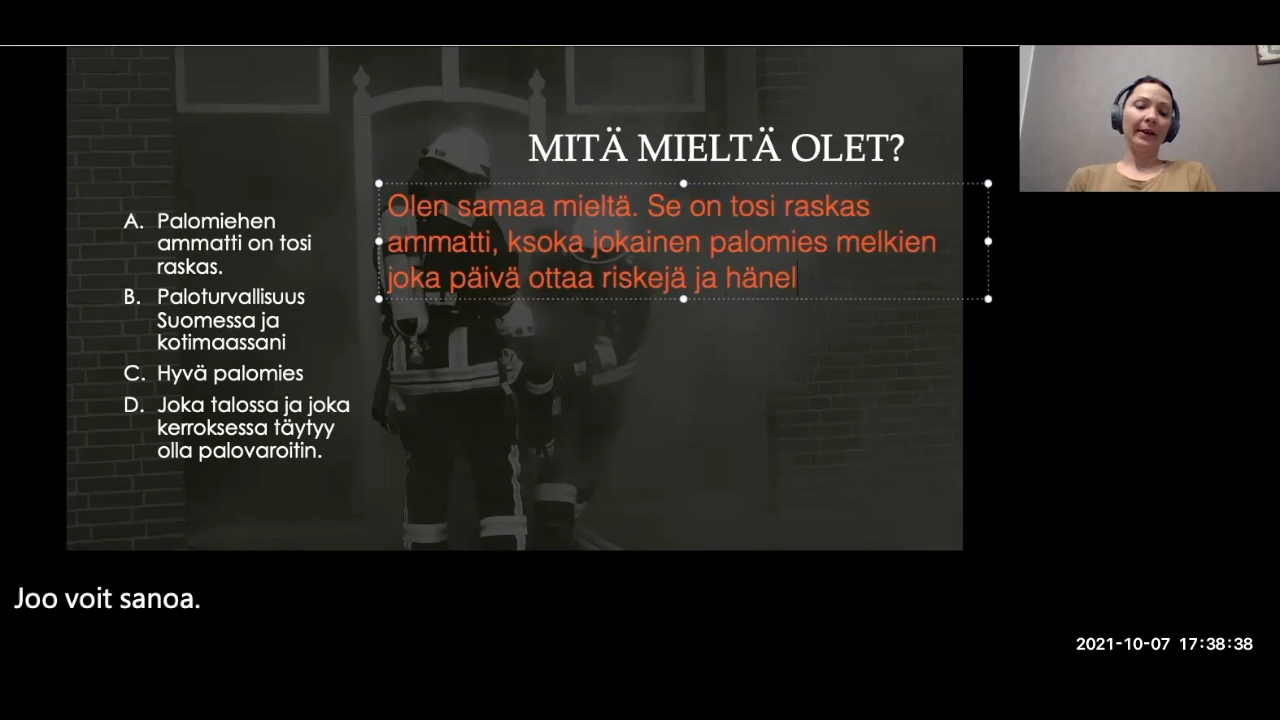 MITÄ MIELTÄ OLET?
Olen samaa mieltä. Se on tosi raskas
ammatti, ksoka jokainen palomies melkien
joka päivä ottaa riskejä ja hänel
A. Palomiehen
ammatti on tosi
raskas.
B. Paloturvallisuus
Suomessa ja
kotimaassani
C. Hyvä palomies
D. Joka talossa ja joka
kerroksessa täytyy
olla palovaroitin.
Joo voit sanoa.
2021-10-07 17:38:38